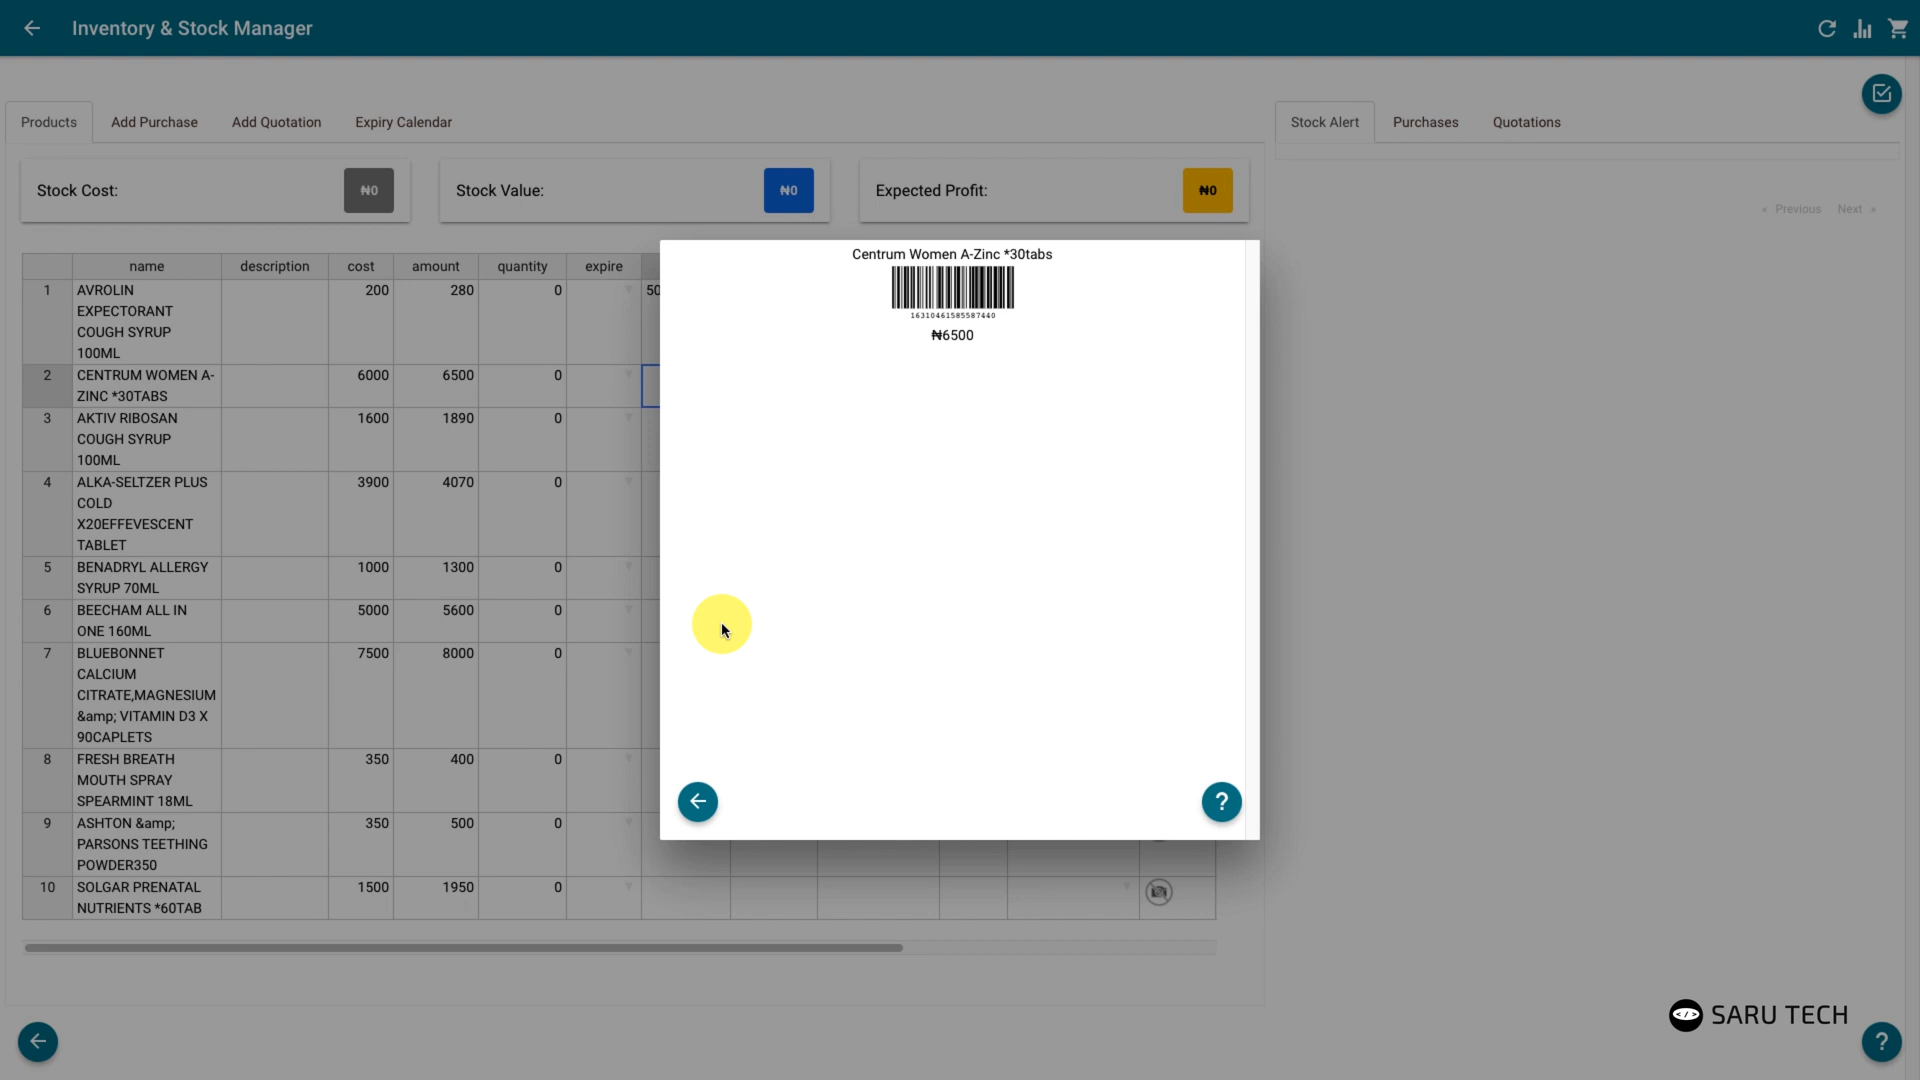 Inventory & Stock Manager
Products Add Purchase Add Quotation Expiry Calendar
Stock Alert Purchases Quotations
Stock Cost: ₦0
Stock Value: ₦0
Expected Profit: ₦0
« Previous Next »
name description cost amount quantity expire
1 AVROLIN 200 280 0 50
EXPECTORANT
COUGH SYRUP
100ML
2 CENTRUM WOMEN A- 6000 6500 0
ZINC *30TABS
3 AKTIV RIBOSAN 1600 1890 0
COUGH SYRUP
100ML
4 ALKA-SELTZER PLUS 3900 4070 0
COLD
X20EFFEVESCENT
TABLET
5 BENADRYL ALLERGY 1000 1300 0
SYRUP 70ML
6 BEECHAM ALL IN 5000 5600 0
ONE 160ML
7 BLUEBONNET 7500 8000 0
CALCIUM
CITRATE,MAGNESIUM
&amp; VITAMIN D3 X
90CAPLETS
8 FRESH BREATH 350 400 0
MOUTH SPRAY
SPEARMINT 18ML
9 ASHTON &amp; 350 500 0
PARSONS TEETHING
POWDER350
10 SOLGAR PRENATAL 1500 1950 0
NUTRIENTS *60TAB
Centrum Women A-Zinc *30tabs
16310461585587440
₦6500
?
</> SARU TECH
?